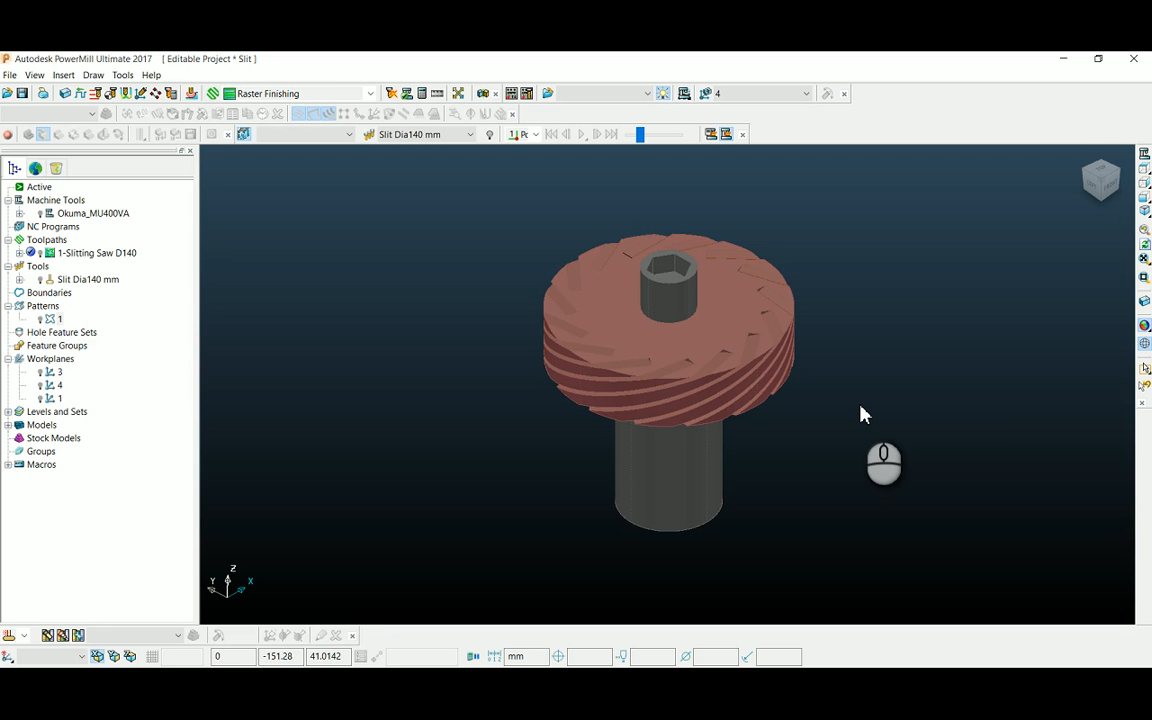 Autodesk PowerMill Ultimate 2017 [ Editable Project * Slit ]
File View Insert Draw Tools Help
Raster Finishing
4
Slit Dia140 mm
Active
Machine Tools
Okuma_MU400VA
NC Programs
Toolpaths
1-Slitting Saw D140
Tools
Slit Dia140 mm
Boundaries
Patterns
1
Hole Feature Sets
Feature Groups
Workplanes
3
4
1
Levels and Sets
Models
Stock Models
Groups
Macros
Z
Y X
0 -151.28 41.0142 mm